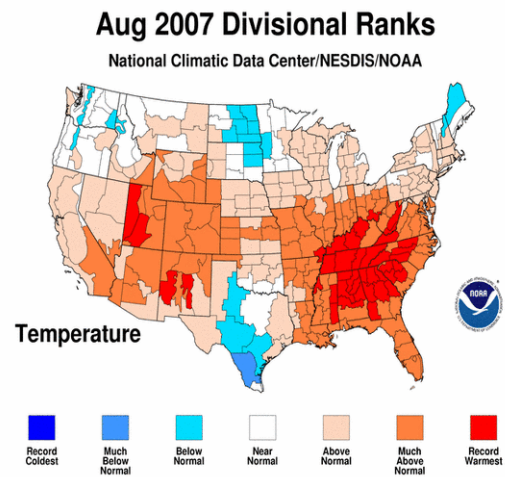 Aug 2007 Divisional Ranks
National Climatic Data Center/NESDIS/NOAA
NOAA
Temperature
Record
Coldest
Much
Below
Normal
Below
Normal
Near
Normal
Above
Normal
Much
Above
Normal
Record
Warmest